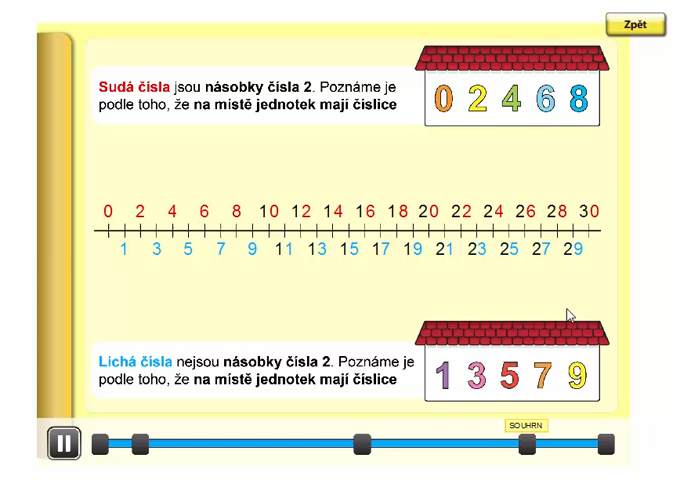 Zpět
Sudá čísla jsou násobky čísla 2. Poznáme je
podle toho, že na místě jednotek mají číslice
0 2 4 6 8
0 2 4 6 8 10 12 14 16 18 20 22 24 26 28 30
1 3 5 7 9 11 13 15 17 19 21 23 25 27 29
Lichá čísla nejsou násobky čísla 2. Poznáme je
podle toho, že na místě jednotek mají číslice
1 3 5 7 9
SOUHRN